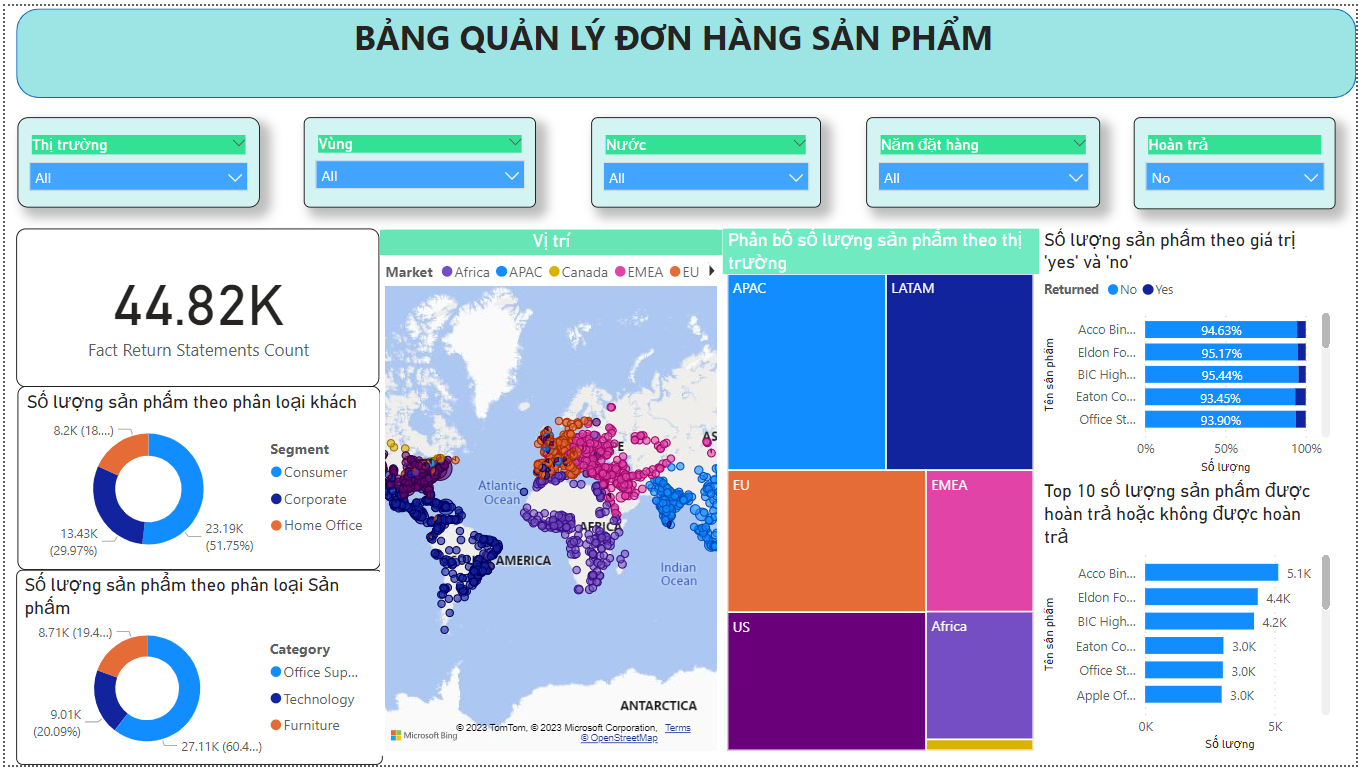 BẢNG QUẢN LÝ ĐƠN HÀNG SẢN PHẨM
Thị trường
All
Vùng
All
Nước
All
Năm đặt hàng
All
Hoàn trả
No
44.82K
Fact Return Statements Count
Số lượng sản phẩm theo phân loại khách
8.2K (18....)
13.43K
(29.97%)
23.19K
(51.75%)
Segment
Consumer
Corporate
Home Office
Số lượng sản phẩm theo phân loại Sản
phẩm
8.71K (19.4...)
9.01K
(20.09%)
27.11K (60.4...)
Category
Office Sup...
Technology
Furniture
Vị trí
Market Africa APAC Canada EMEA EU
Atlantic
Ocean
AFRICA
AMERICA
Indian
Ocean
ANTARCTICA
Microsoft Bing
© 2023 TomTom, © 2023 Microsoft Corporation, Terms
© OpenStreetMap
Phân bố số lượng sản phẩm theo thị
trường
APAC
LATAM
EU
EMEA
US
Africa
Số lượng sản phẩm theo giá trị
'yes' và 'no'
Returned No Yes
Tên sản phẩm
Acco Bin... 94.63%
Eldon Fo... 95.17%
BIC High... 95.44%
Eaton Co... 93.45%
Office St... 93.90%
0% 50% 100%
Số lượng
Top 10 số lượng sản phẩm được
hoàn trả hoặc không được hoàn
trả
Tên sản phẩm
Acco Bin... 5.1K
Eldon Fo... 4.4K
BIC High... 4.2K
Eaton Co... 3.0K
Office St... 3.0K
Apple Of... 3.0K
0K 5K
Số lượng